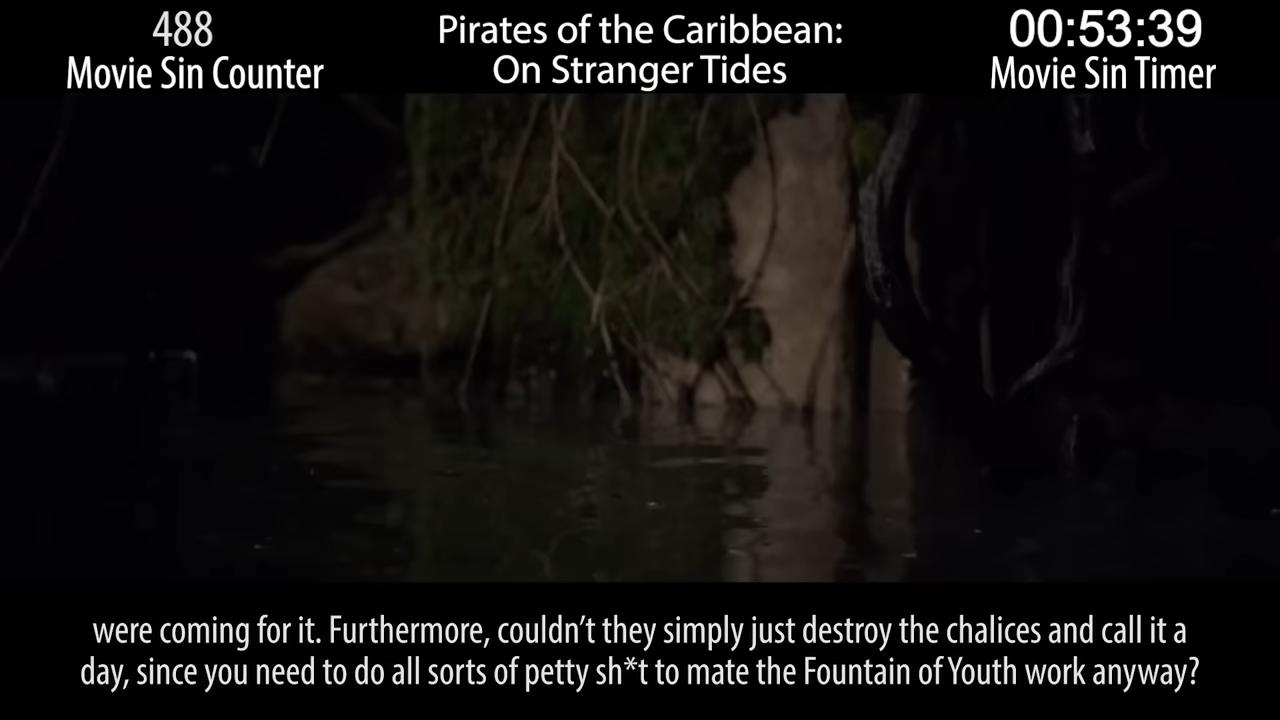 488
Movie Sin Counter
Pirates of the Caribbean:
On Stranger Tides
00:53:39
Movie Sin Timer
were coming for it. Furthermore, couldn't they simply just destroy the chalices and call it a
day, since you need to do all sorts of petty sh*t to mate the Fountain of Youth work anyway?